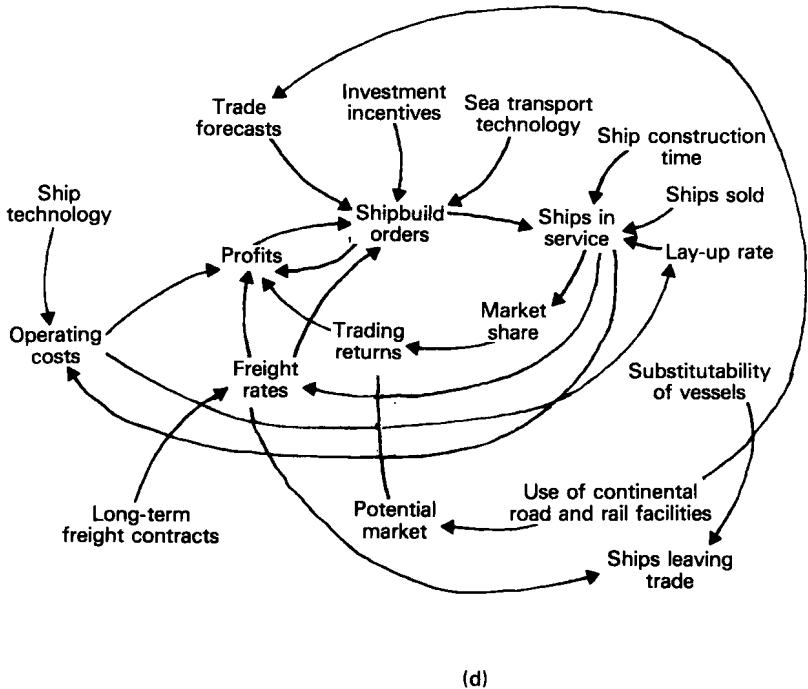 Trade
forecasts
Investment
incentives
Sea transport
technology
Ship construction
time
Ship
technology
Shipbuild
orders
Ships in
service
Ships sold
Profits
Lay-up rate
Operating
costs
Trading
returns
Market
share
Freight
rates
Substitutability
of vessels
Long-term
freight contracts
Potential
market
Use of continental
road and rail facilities
Ships leaving
trade
(d)